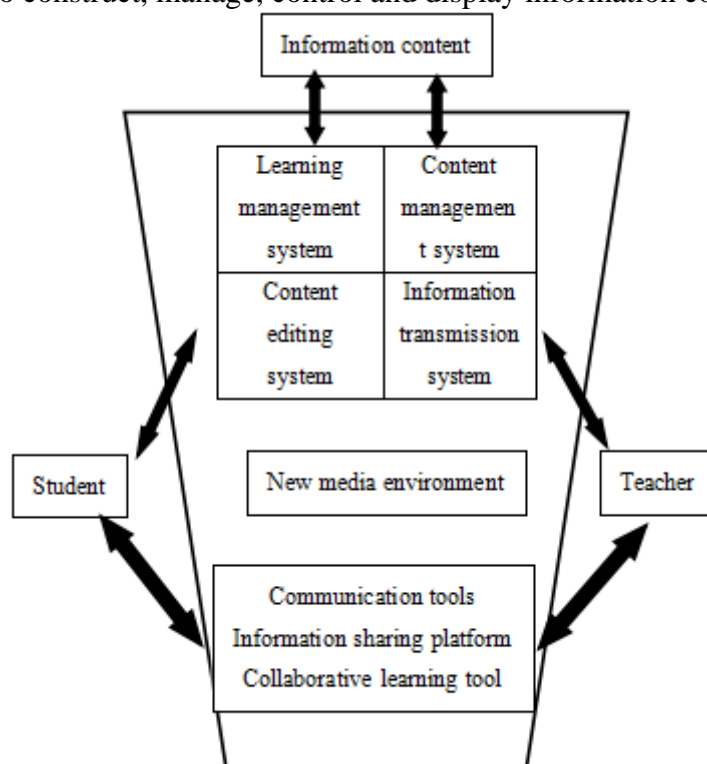 o construct, manage, control and display information co
Information content
Learning
management
system
Content
managemen
t system
Content
editing
system
Information
transmission
system
Student
New media environment
Teacher
Communication tools
Information sharing platform
Collaborative learning tool